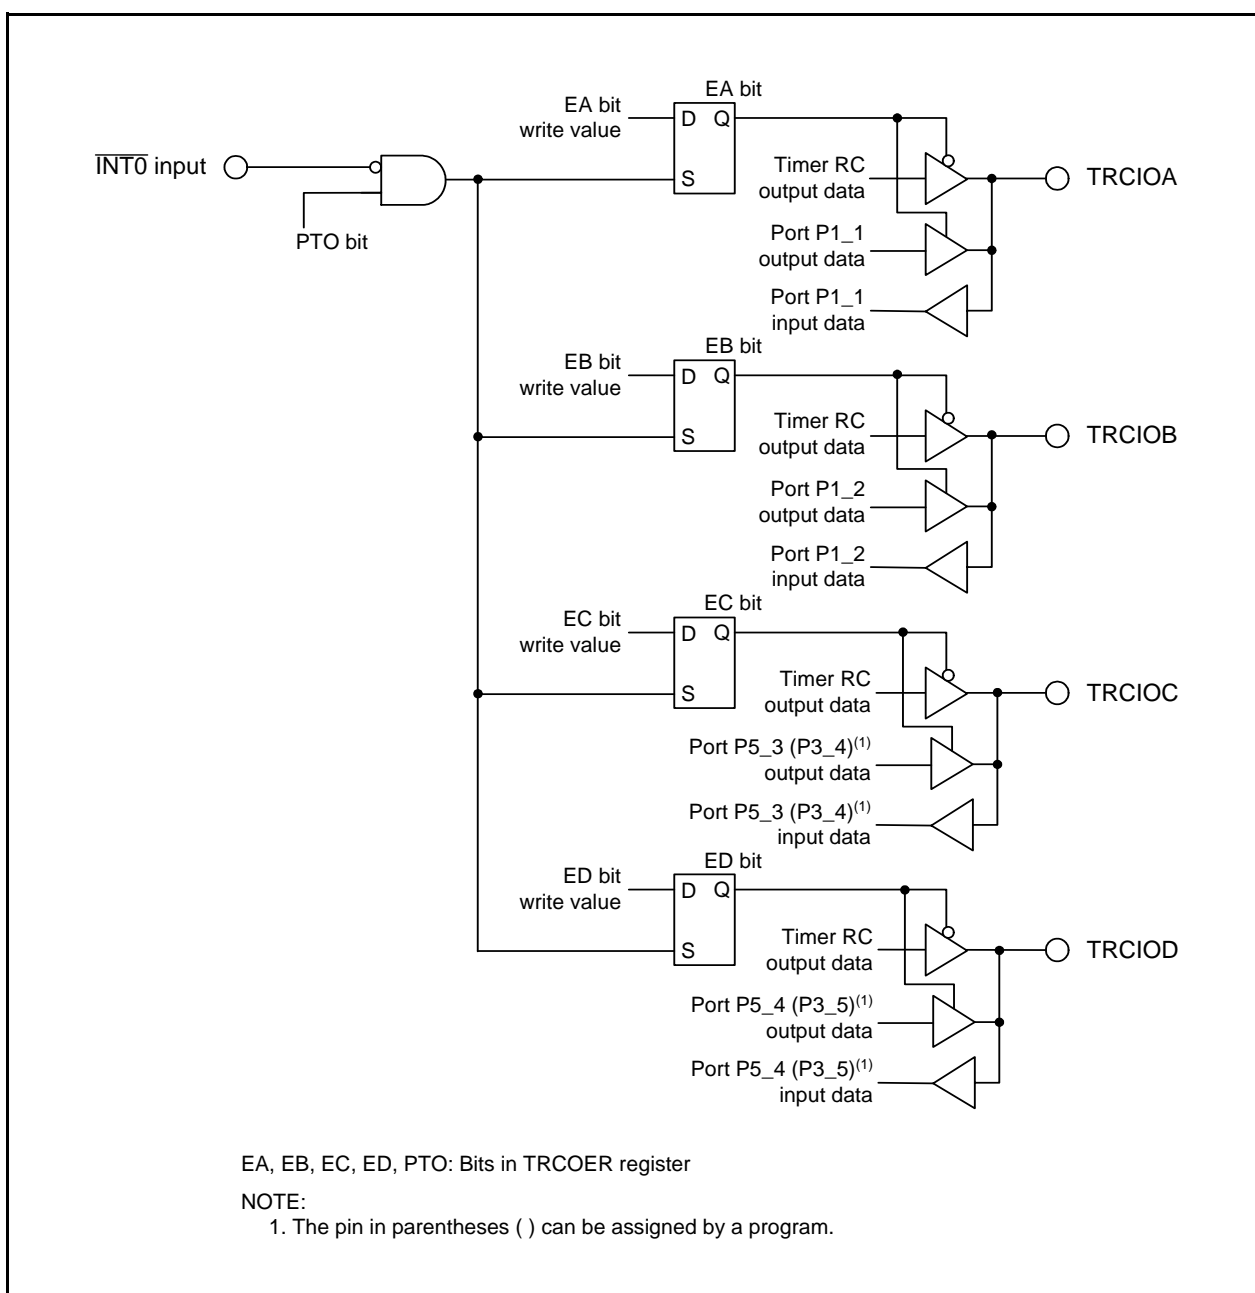 EA bit
EA bit
write value
D Q
S
INT0 input
PTO bit
Timer RC
output data
TRCIOA
Port P1_1
output data
Port P1_1
input data
EB bit
EB bit
write value
D Q
S
Timer RC
output data
TRCIOB
Port P1_2
output data
Port P1_2
input data
EC bit
EC bit
write value
D Q
S
Timer RC
output data
TRCIOC
Port P5_3 (P3_4)(1)
output data
Port P5_3 (P3_4)(1)
input data
ED bit
ED bit
write value
D Q
S
Timer RC
output data
TRCIOD
Port P5_4 (P3_5)(1)
output data
Port P5_4 (P3_5)(1)
input data
EA, EB, EC, ED, PTO: Bits in TRCOER register
NOTE:
1. The pin in parentheses ( ) can be assigned by a program.